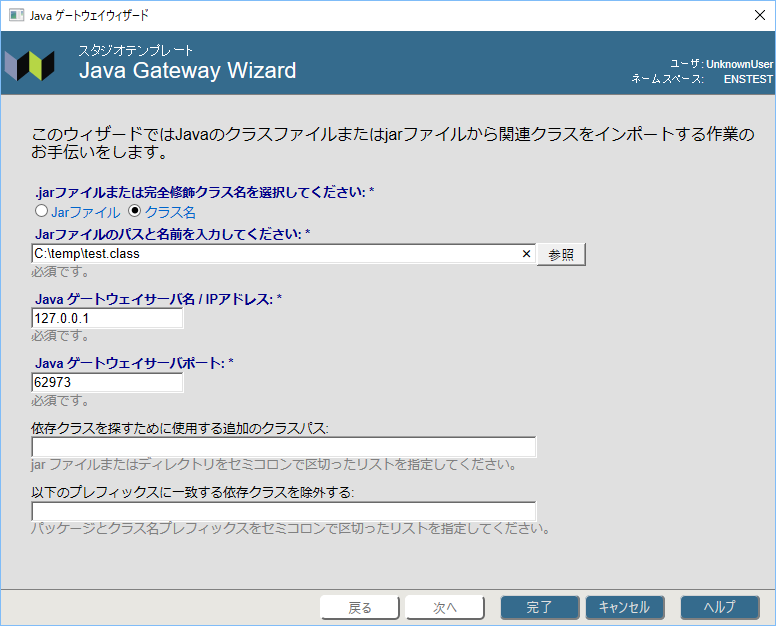 Java ゲートウェイウィザード
スタジオテンプレート
Java Gateway Wizard
ユーザ: UnknownUser
ネームスペース: ENSTEST
このウィザードではJavaのクラスファイルまたはjarファイルから関連クラスをインポートする作業の
お手伝いをします。
.jarファイルまたは完全修飾クラス名を選択してください: *
Jarファイル クラス名
Jarファイルのパスと名前を入力してください: *
C:\temp\test.class × 参照
必須です。
Java ゲートウェイサーバ名 / IPアドレス: *
127.0.0.1
必須です。
Java ゲートウェイサーバポート: *
62973
必須です。
依存クラスを探すために使用する追加のクラスパス:
jar ファイルまたはディレクトリをセミコロンで区切ったリストを指定してください。
以下のプレフィックスに一致する依存クラスを除外する:
パッケージとクラス名プレフィックスをセミコロンで区切ったリストを指定してください。
戻る 次へ 完了 キャンセル ヘルプ